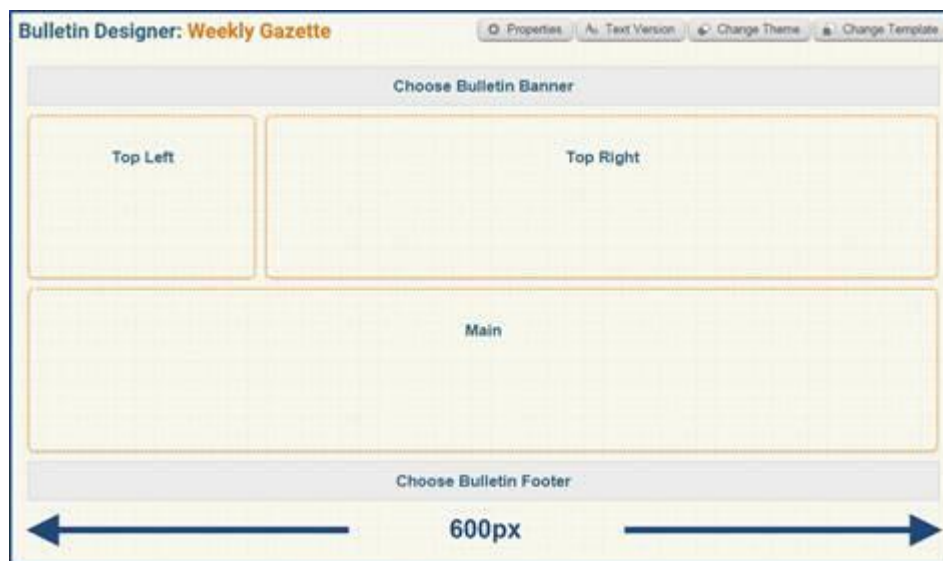 Bulletin Designer: Weekly Gazette
Properties Text Version Change Theme Change Template
Choose Bulletin Banner
Top Left Top Right
Main
Choose Bulletin Footer
600px